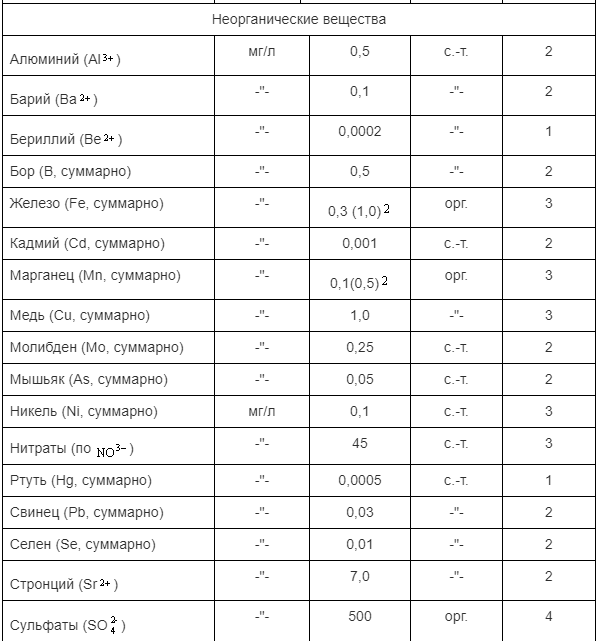 Неорганические вещества
Алюминий (Al3+) мг/л 0,5 с.-т. 2
Барий (Ba2+) -"- 0,1 -"- 2
Бериллий (Be2+) -"- 0,0002 -"- 1
Бор (B, суммарно) -"- 0,5 -"- 2
Железо (Fe, суммарно) -"- 0,3 (1,0)2 орг. 3
Кадмий (Cd, суммарно) -"- 0,001 с.-т. 2
Марганец (Mn, суммарно) -"- 0,1(0,5)2 орг. 3
Медь (Cu, суммарно) -"- 1,0 -"- 3
Молибден (Mo, суммарно) -"- 0,25 с.-т. 2
Мышьяк (As, суммарно) -"- 0,05 с.-т. 2
Никель (Ni, суммарно) мг/л 0,1 с.-т. 3
Нитраты (по NO3−) -"- 45 с.-т. 3
Ртуть (Hg, суммарно) -"- 0,0005 с.-т. 1
Свинец (Pb, суммарно) -"- 0,03 -"- 2
Селен (Se, суммарно) -"- 0,01 -"- 2
Стронций (Sr2+) -"- 7,0 -"- 2
Сульфаты (SO42-) -"- 500 орг. 4